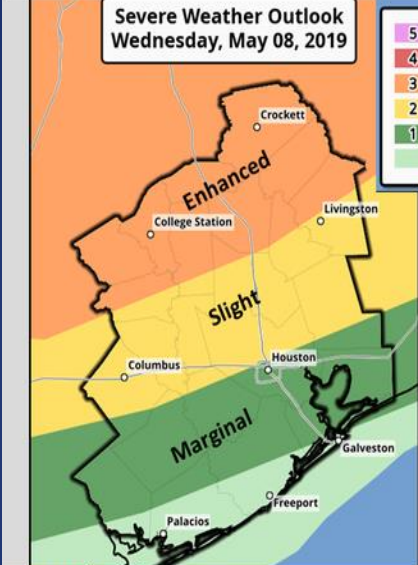 Severe Weather Outlook
Wednesday, May 08, 2019
5
4
3
2
1
Crockett
Enhanced
Livingston
College Station
Slight
Houston
Columbus
Marginal
Galveston
Freeport
Palacios